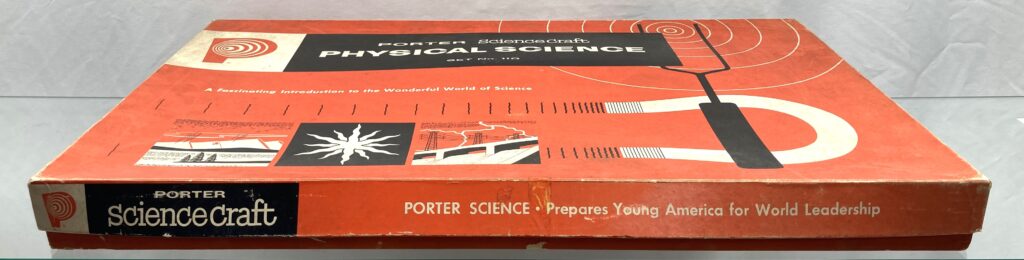 PORTER Sciencecraft
PHYSICAL SCIENCE
SET No. 110
A Fascinating Introduction to the Wonderful World of Science
PORTER
Sciencecraft
PORTER SCIENCE • Prepares Young America for World Leadership